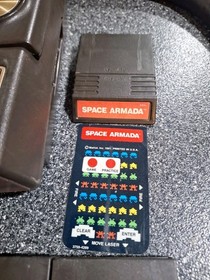 SPACE ARMADA
SPACE ARMADA
GAME
PRACTICE
CLEAR
ENTER
MOVE LASER